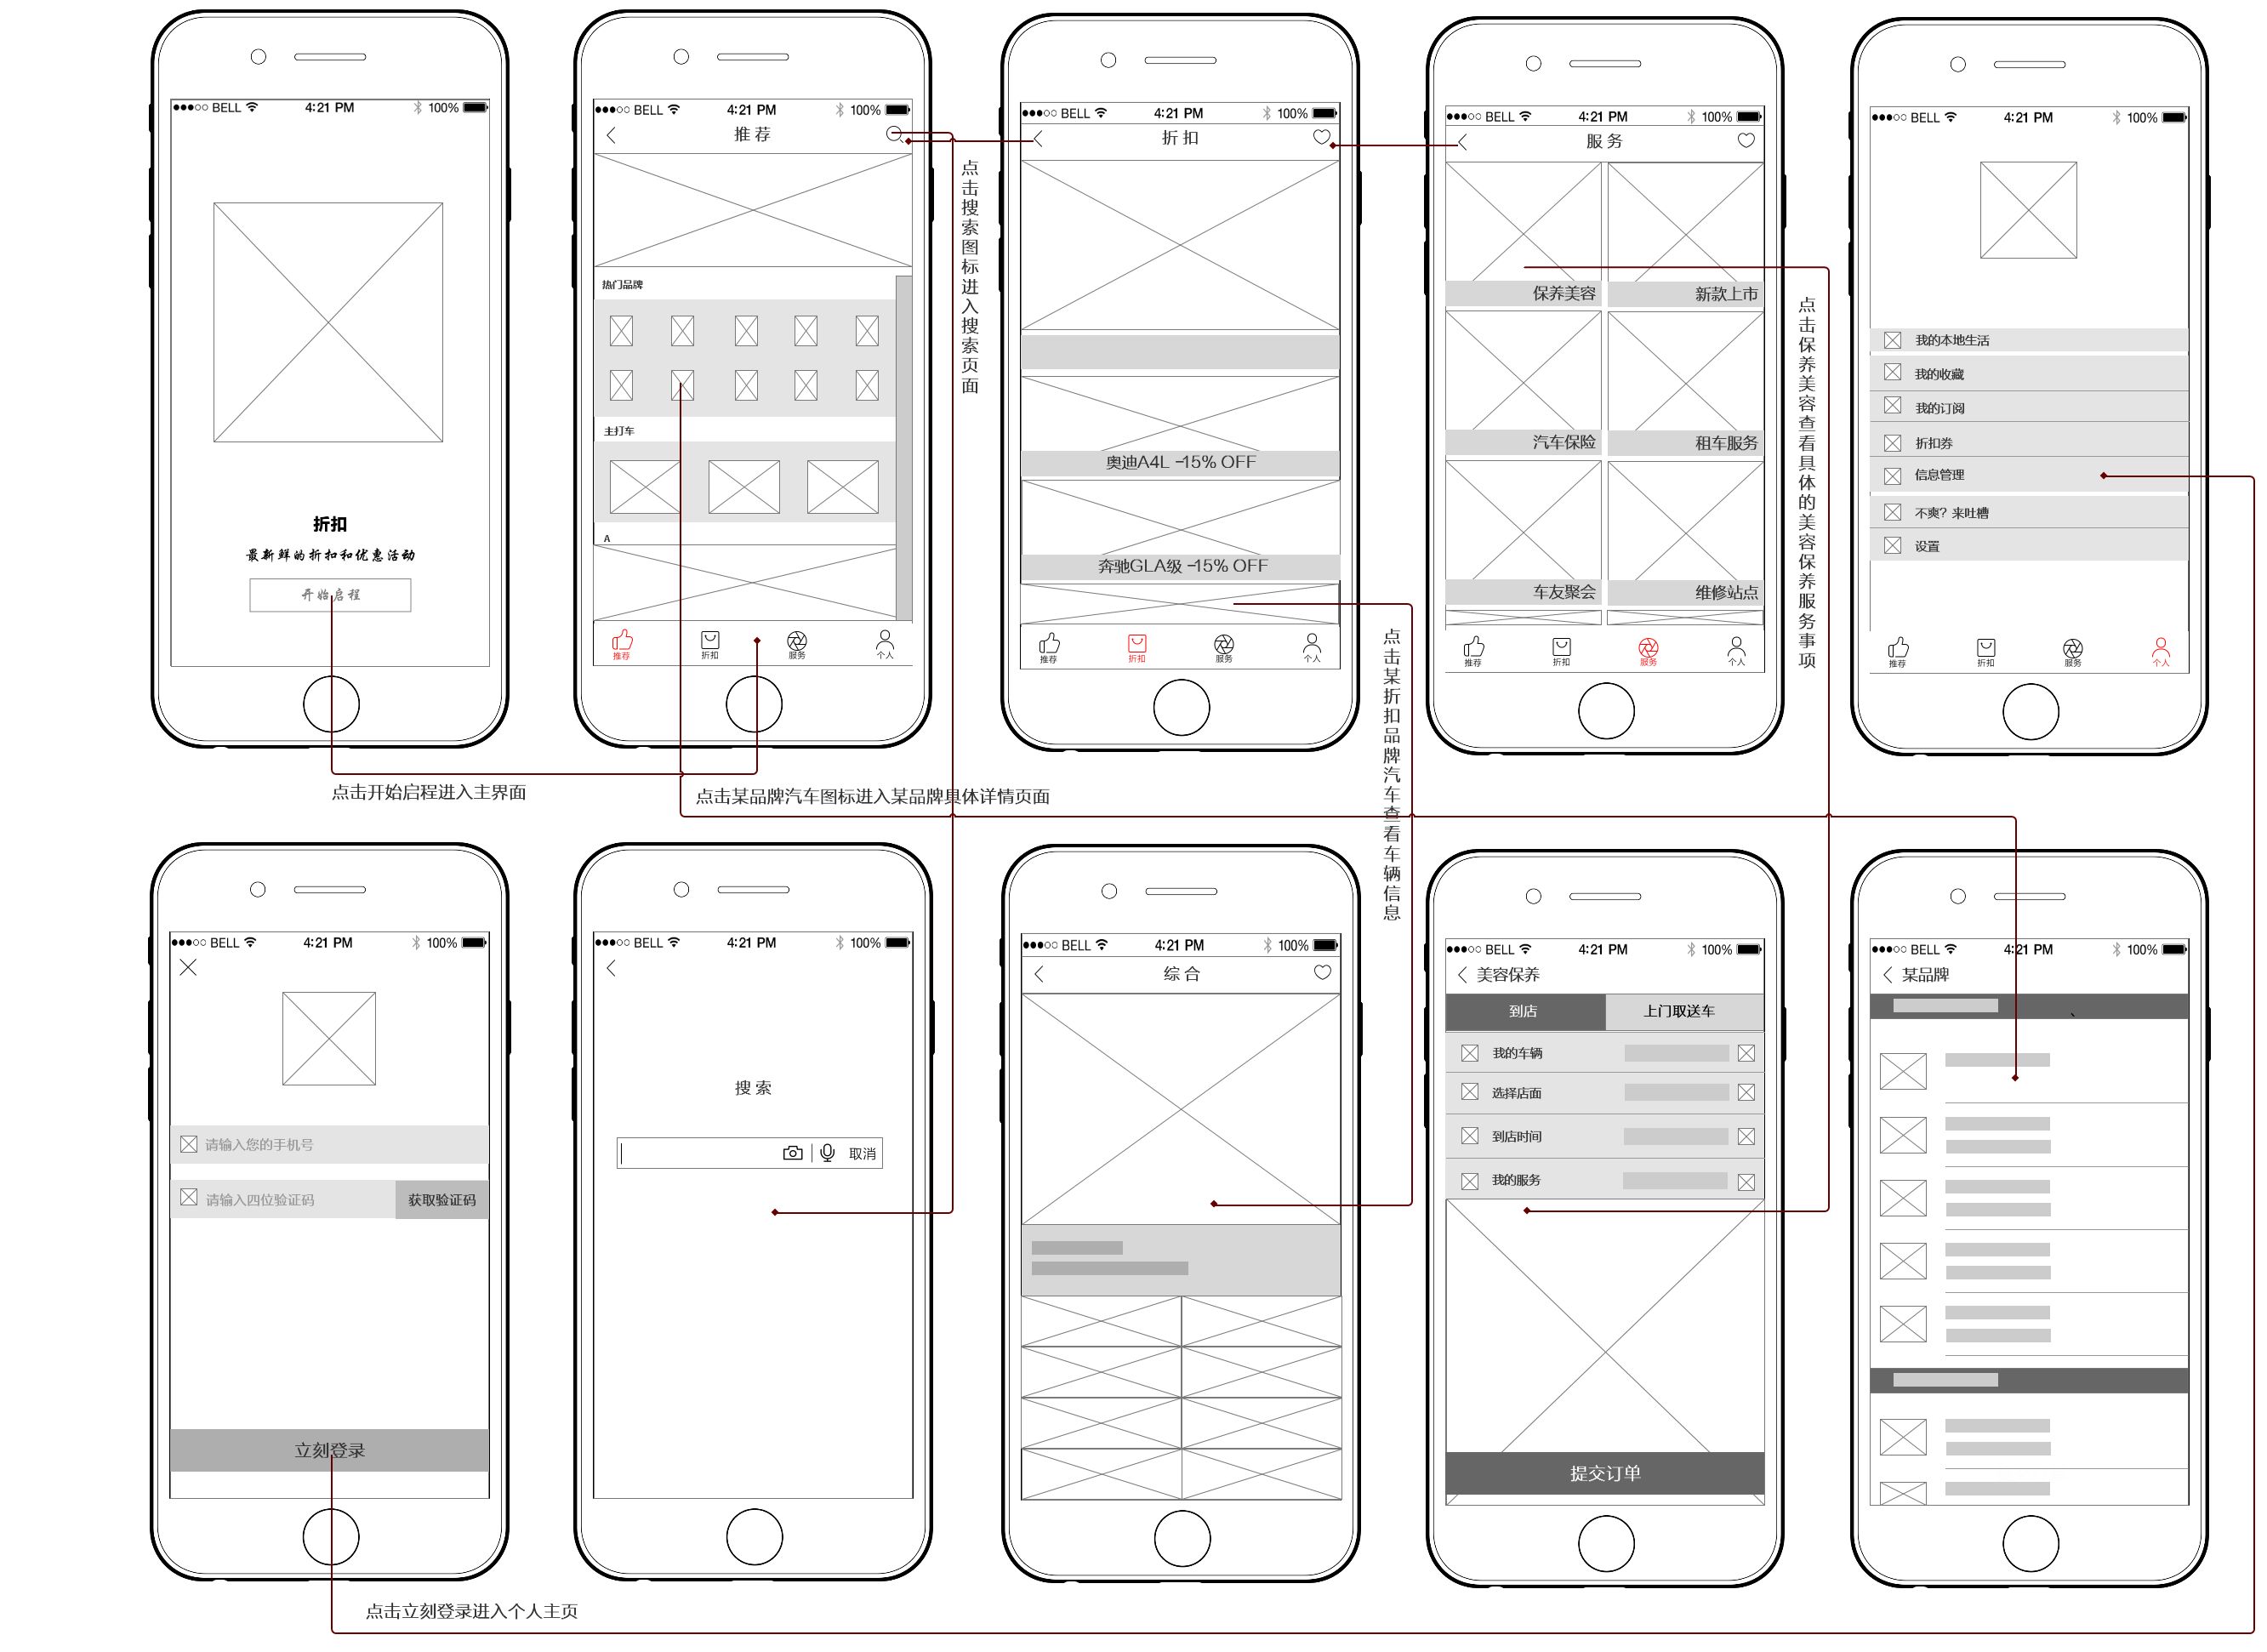 BELL 4:21 PM 100%
折扣
最新鲜的折扣和优惠活动
开始启程
BELL 4:21 PM 100%
推荐
热门品牌
主打车
A
推荐 折扣 服务 个人
点击搜索图标进入搜索页面
BELL 4:21 PM 100%
折扣
奥迪A4L -15% OFF
奔驰GLA级 -15% OFF
推荐 折扣 服务 个人
点击某折扣品牌汽车查看车辆信息
BELL 4:21 PM 100%
服务
保养美容 新款上市
汽车保险 租车服务
车友聚会 维修站点
推荐 折扣 服务 个人
点击保养美容查看具体的美容保养服务事项
BELL 4:21 PM 100%
我的本地生活
我的收藏
我的订阅
折扣券
信息管理
不爽？来吐槽
设置
推荐 折扣 服务 个人
点击开始启程进入主界面
点击某品牌汽车图标进入某品牌具体详情页面
BELL 4:21 PM 100%
请输入您的手机号
请输入四位验证码 获取验证码
立刻登录
点击立刻登录进入个人主页
BELL 4:21 PM 100%
搜索
取消
BELL 4:21 PM 100%
综合
BELL 4:21 PM 100%
美容保养
到店 上门取送车
我的车辆
选择店面
到店时间
我的服务
提交订单
BELL 4:21 PM 100%
某品牌
、